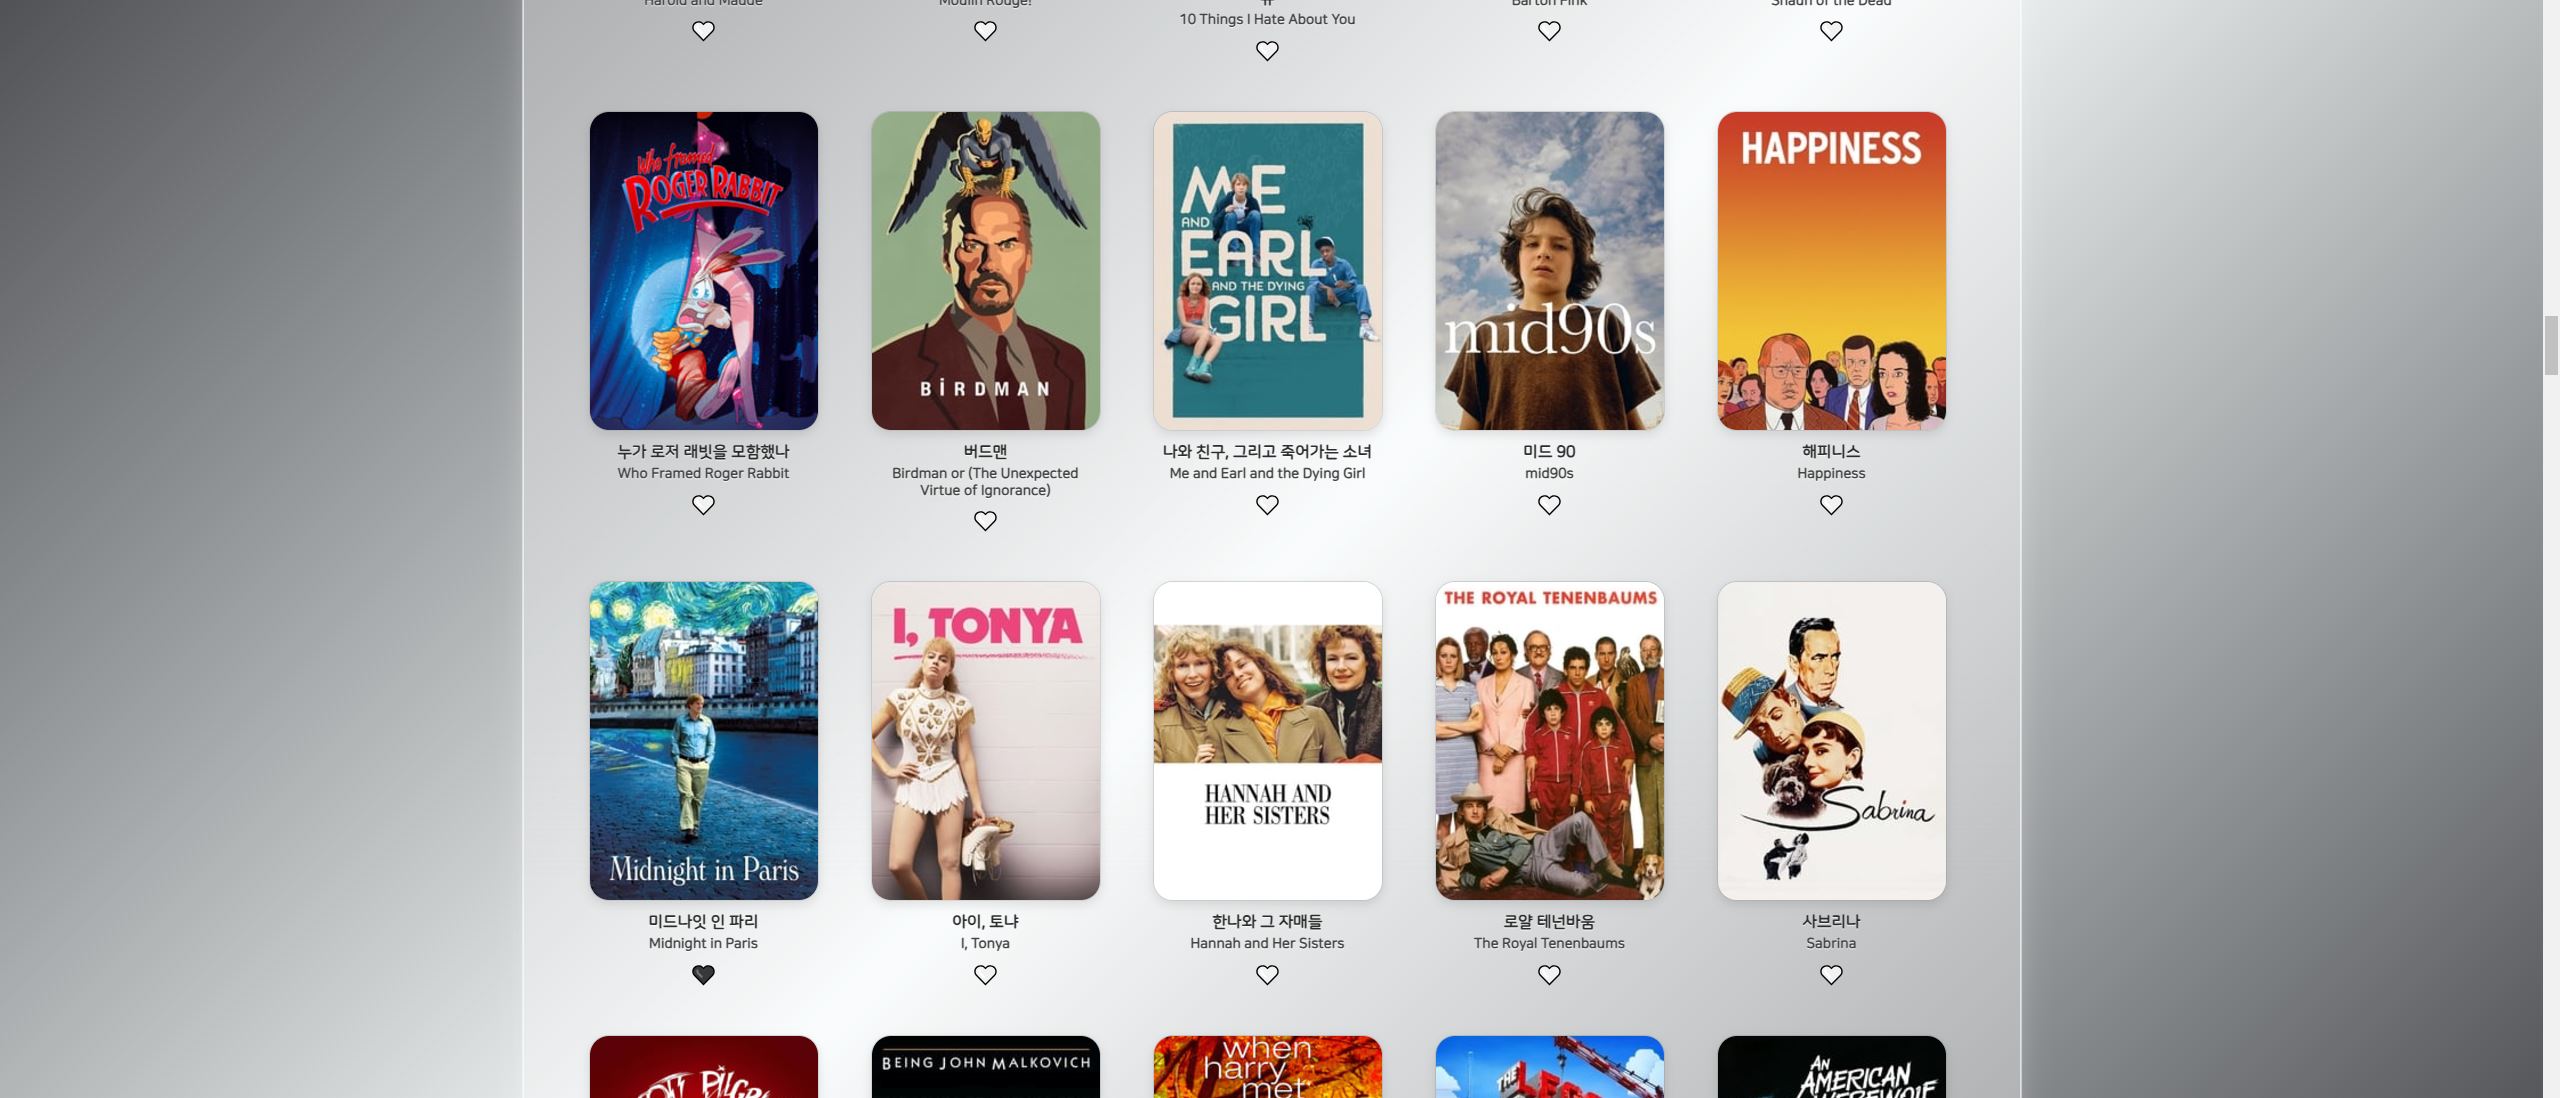 Harold and Maude
Moulin Rouge!
10 Things I Hate About You
Barton Fink
Shaun of the Dead
Who framed
ROGER RABBIT
BiRDMAN
ME
AND
EARL
AND THE DYING
GIRL
mid90s
HAPPINESS
누가 로저 래빗을 모함했나
Who Framed Roger Rabbit
버드맨
Birdman or (The Unexpected
Virtue of Ignorance)
나와 친구, 그리고 죽어가는 소녀
Me and Earl and the Dying Girl
미드 90
mid90s
해피니스
Happiness
Midnight in Paris
I, TONYA
HANNAH AND
HER SISTERS
THE ROYAL TENENBAUMS
Sabrina
미드나잇 인 파리
Midnight in Paris
아이, 토냐
I, Tonya
한나와 그 자매들
Hannah and Her Sisters
로얄 테넌바움
The Royal Tenenbaums
사브리나
Sabrina
BEING JOHN MALKOVICH
when
harry
met
THE
AN
AMERICAN
WEREWOLF